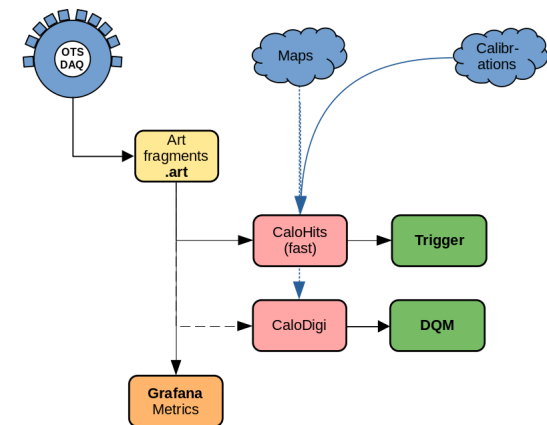 OTS
DAQ
Maps
Calibr-
ations
Art
fragments
.art
CaloHits
(fast)
Trigger
CaloDigi
DQM
Grafana
Metrics